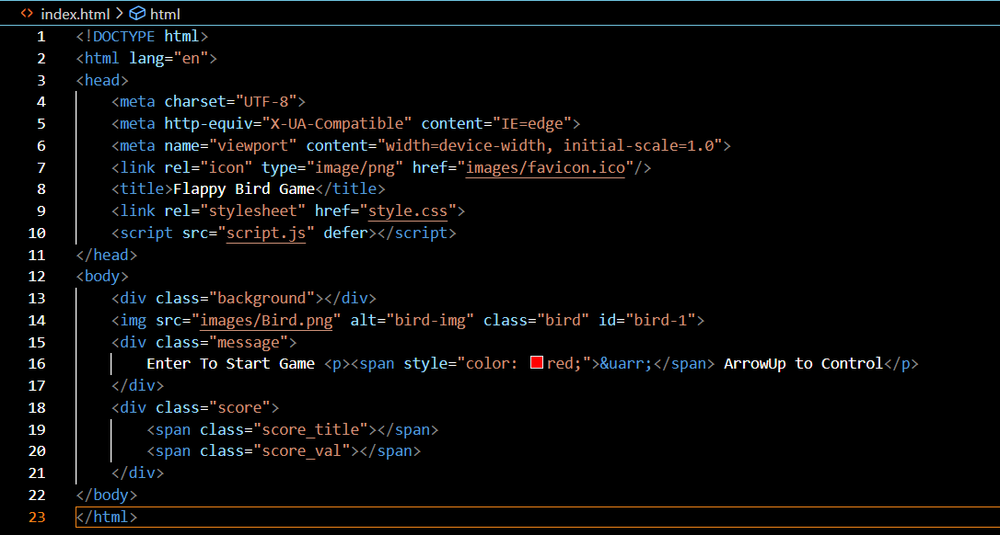 index.html > html
1 <!DOCTYPE html>
2 <html lang="en">
3 <head>
4     <meta charset="UTF-8">
5     <meta http-equiv="X-UA-Compatible" content="IE=edge">
6     <meta name="viewport" content="width=device-width, initial-scale=1.0">
7     <link rel="icon" type="image/png" href="images/favicon.ico"/>
8     <title>Flappy Bird Game</title>
9     <link rel="stylesheet" href="style.css">
10     <script src="script.js" defer></script>
11 </head>
12 <body>
13     <div class="background"></div>
14     <img src="images/Bird.png" alt="bird-img" class="bird" id="bird-1">
15     <div class="message">
16         Enter To Start Game <p><span style="color: red;">&uarr;</span> ArrowUp to Control</p>
17     </div>
18     <div class="score">
19         <span class="score_title"></span>
20         <span class="score_val"></span>
21     </div>
22 </body>
23 </html>